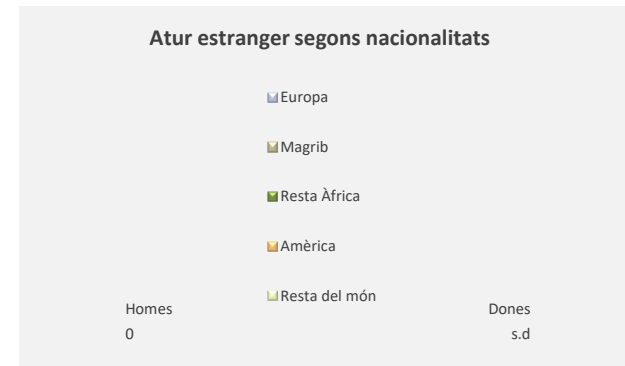 Atur estranger segons nacionalitats
Europa
Magrib
Resta Àfrica
Amèrica
Resta del món
Homes
Dones
0
s.d